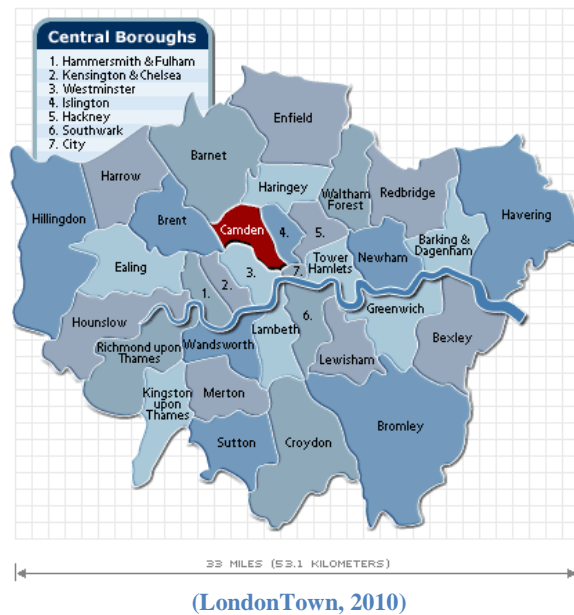 Central Boroughs
1. Hammersmith & Fulham
2. Kensington & Chelsea
3. Westminster
4. Islington
5. Hackney
6. Southwark
7. City
Enfield
Barnet
Harrow
Haringey
Waltham
Forest
Redbridge
Havering
Hillingdon
Brent
Camden
4.
5.
Barking &
Dagenham
Ealing
3.
7.
Tower
Hamlets
Newham
1.
2.
Hounslow
6.
Greenwich
Richmond upon
Thames
Wandsworth
Lambeth
Lewisham
Bexley
Kingston
upon
Thames
Merton
Sutton
Croydon
Bromley
33 MILES (53.1 KILOMETERS)
(LondonTown, 2010)